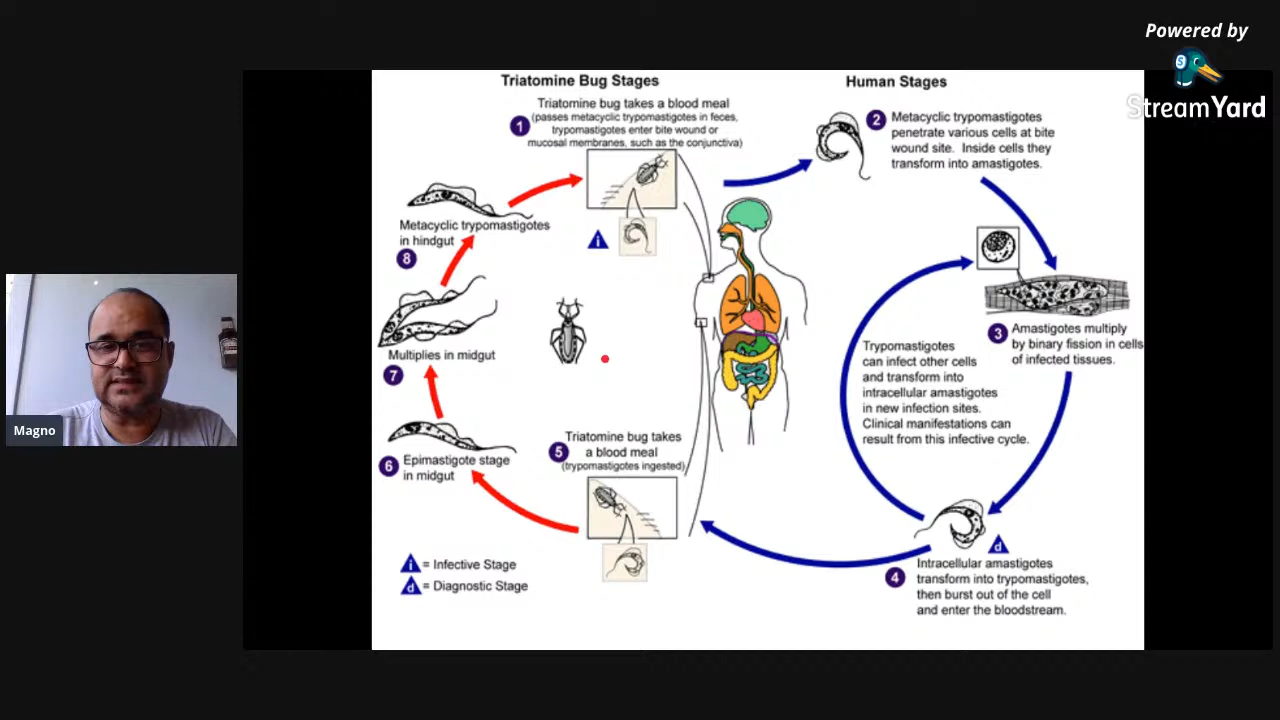 Powered by
StreamYard
Triatomine Bug Stages
Human Stages
Triatomine bug takes a blood meal
(passes metacyclic trypomastigotes in feces,
trypomastigotes enter bite wound or
mucosal membranes, such as the conjunctiva)
1
i
2
Metacyclic trypomastigotes
penetrate various cells at bite
wound site. Inside cells they
transform into amastigotes.
Metacyclic trypomastigotes
in hindgut
8
3
Amastigotes multiply
by binary fission in cells
of infected tissues.
Multiplies in midgut
7
Trypomastigotes
can infect other cells
and transform into
intracellular amastigotes
in new infection sites.
Clinical manifestations can
result from this infective cycle.
Magno
6
Epimastigote stage
in midgut
5
Triatomine bug takes
a blood meal
(trypomastigotes ingested)
d
4
Intracellular amastigotes
transform into trypomastigotes,
then burst out of the cell
and enter the bloodstream.
i = Infective Stage
d = Diagnostic Stage